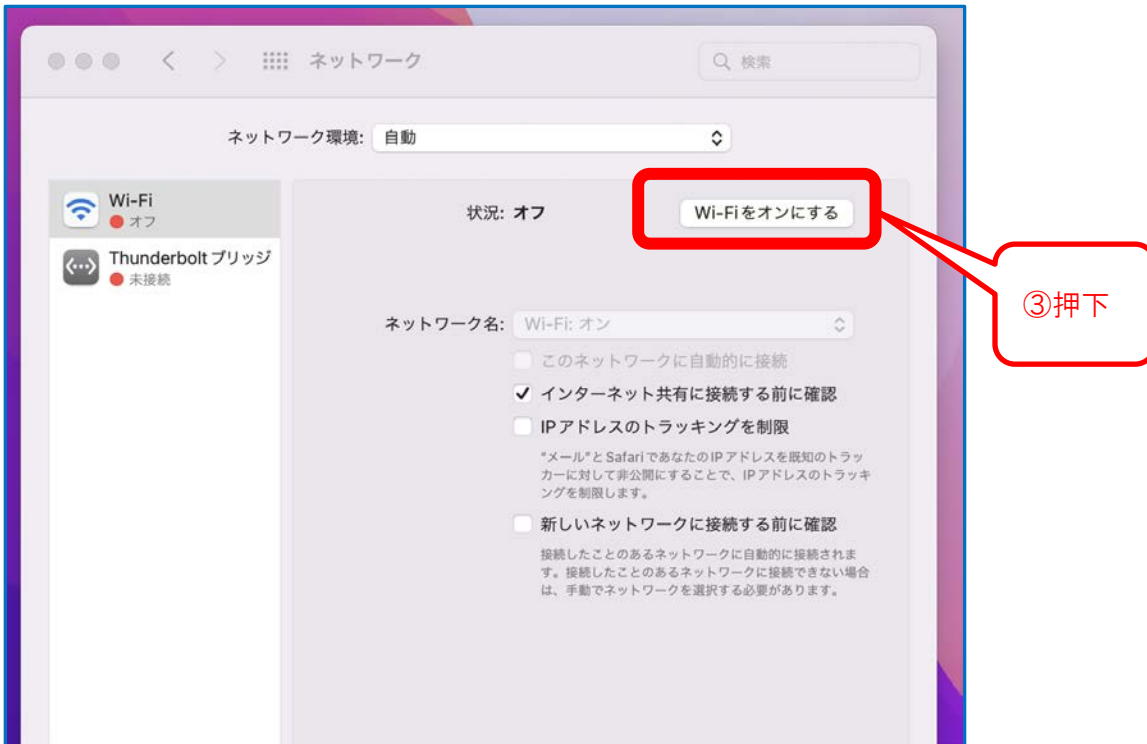 ネットワーク
検索
ネットワーク環境: 自動
Wi-Fi
オフ
Thunderbolt ブリッジ
未接続
状況: オフ
Wi-Fiをオンにする
③押下
ネットワーク名: Wi-Fi: オン
このネットワークに自動的に接続
インターネット共有に接続する前に確認
IPアドレスのトラッキングを制限
"メール"とSafariであなたのIPアドレスを既知のトラッ
カーに対して非公開にすることで、IPアドレスのトラッキ
ングを制限します。
新しいネットワークに接続する前に確認
接続したことのあるネットワークに自動的に接続されま
す。接続したことのあるネットワークに接続できない場合
は、手動でネットワークを選択する必要があります。